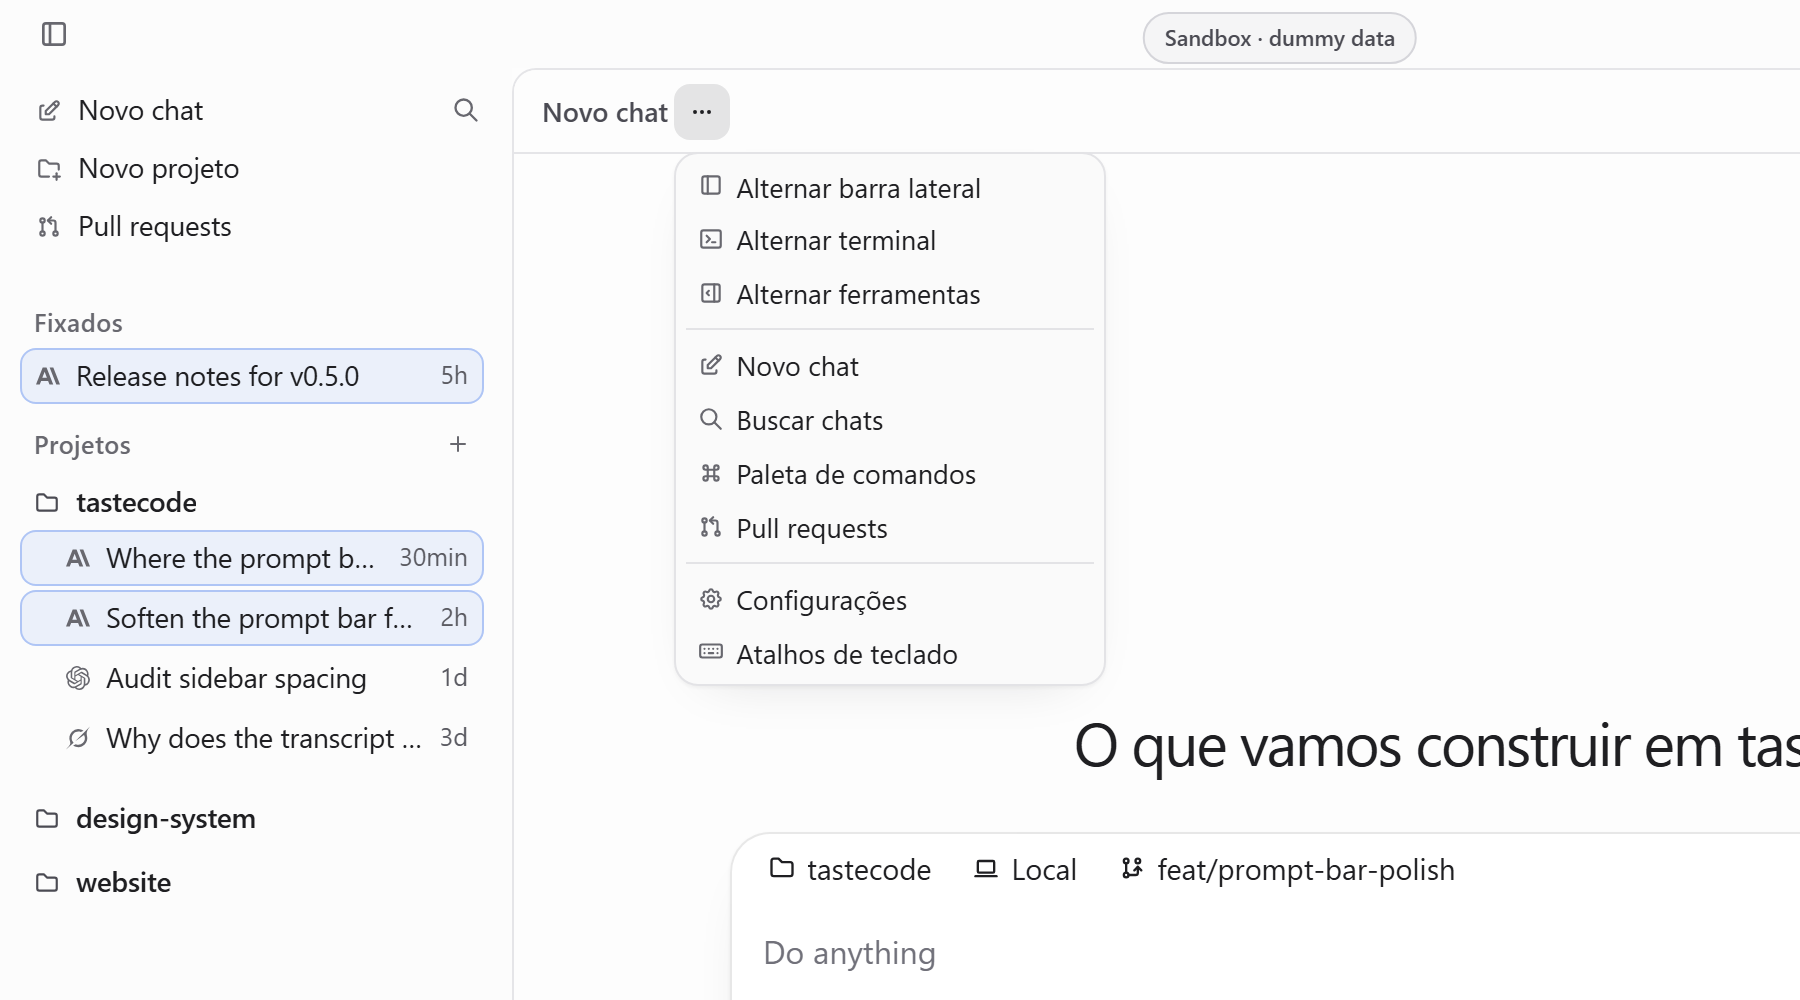 Sandbox · dummy data
Novo chat
Novo projeto
Pull requests
Fixados
Release notes for v0.5.0 5h
Projetos
tastecode
Where the prompt b... 30min
Soften the prompt bar f... 2h
Audit sidebar spacing 1d
Why does the transcript ... 3d
design-system
website
Novo chat
Alternar barra lateral
Alternar terminal
Alternar ferramentas
Novo chat
Buscar chats
Paleta de comandos
Pull requests
Configurações
Atalhos de teclado
O que vamos construir em tas
tastecode Local feat/prompt-bar-polish
Do anything